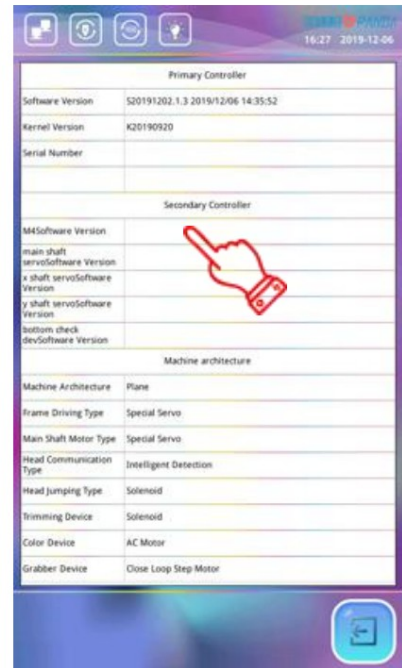 16:27 2019-12-06
Primary Controller
Software Version S20191202.1.3 2019/12/06 14:35:52
Kernel Version K20190920
Serial Number
Secondary Controller
M4Software Version
main shaft
servoSoftware Version
x shaft servoSoftware
Version
y shaft servoSoftware
Version
bottom check
devSoftware Version
Machine architecture
Machine Architecture Plane
Frame Driving Type Special Servo
Main Shaft Motor Type Special Servo
Head Communication
Type Intelligent Detection
Head Jumping Type Solenoid
Trimming Device Solenoid
Color Device AC Motor
Grabber Device Close Loop Step Motor